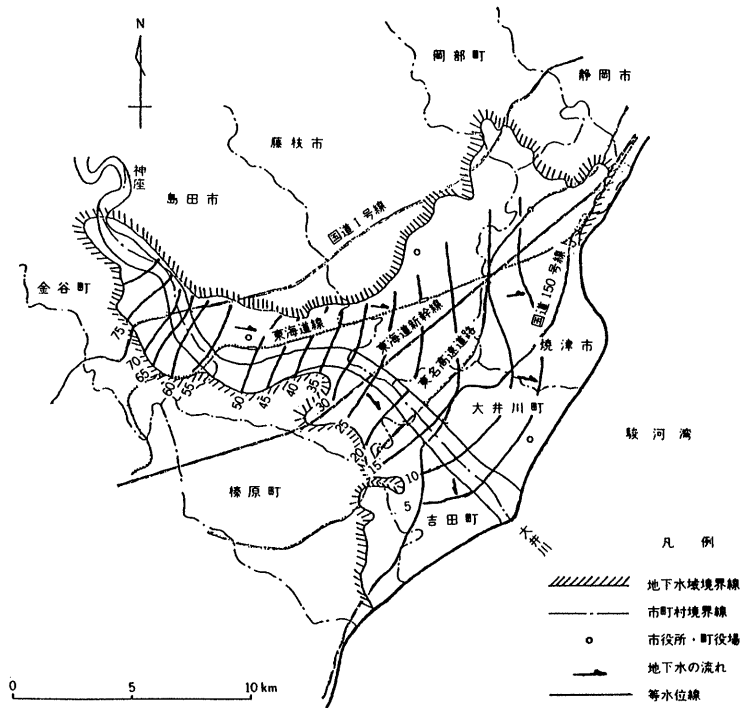 N
岡部町
静岡市
藤枝市
神座
島田市
国道1号線
金谷町
東海道線
東海道新幹線
東名高速道路
国道150号線
焼津市
大井川町
駿河湾
75
70
65
60
55
50
45
40
35
30
25
20
15
10
5
榛原町
吉田町
大井川
凡例
地下水域境界線
市町村境界線
市役所・町役場
地下水の流れ
等水位線
0 5 10 km